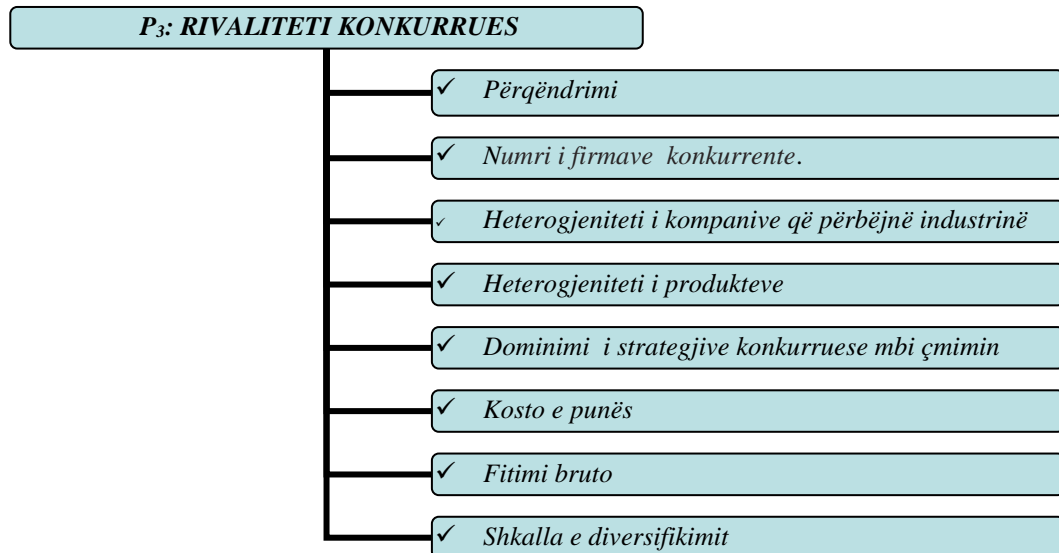 P₃: RIVALITETI KONKURRUES
✓ Përqëndrimi
✓ Numri i firmave konkurrente.
✓ Heterogjeniteti i kompanive që përbëjnë industrinë
✓ Heterogjeniteti i produkteve
✓ Dominimi i strategjive konkurruese mbi çmimin
✓ Kosto e punës
✓ Fitimi bruto
✓ Shkalla e diversifikimit